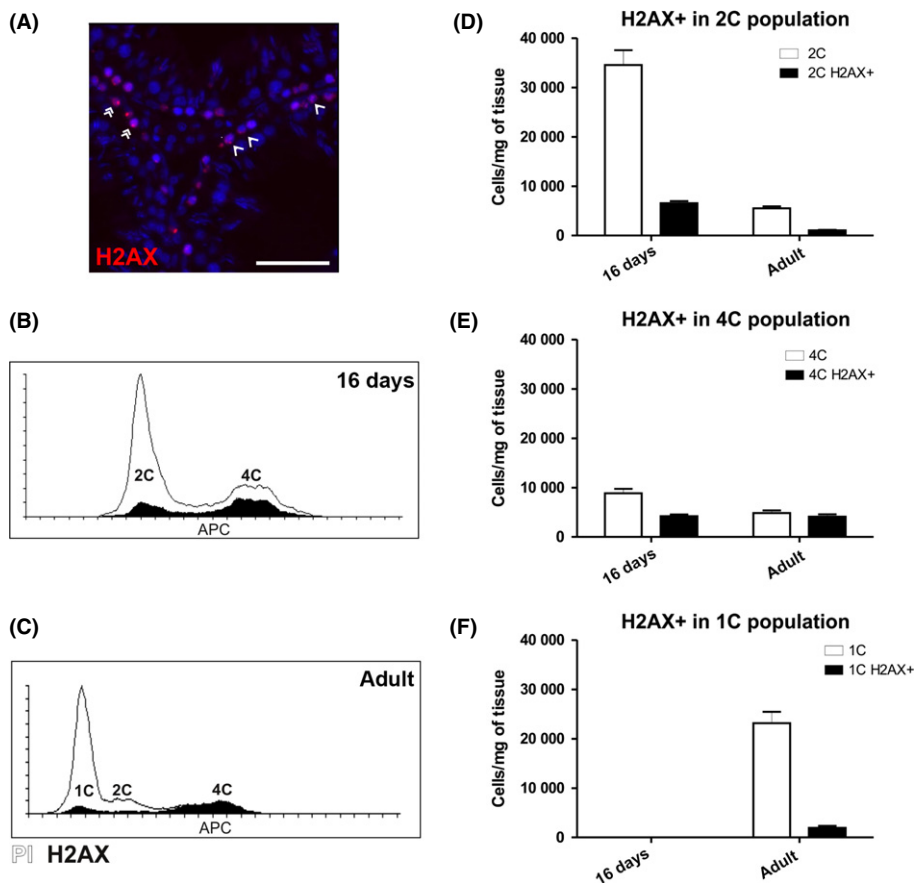 (A)
H2AX
(B)
16 days
2C
4C
APC
(C)
Adult
1C
2C
4C
APC
PI H2AX
(D)
H2AX+ in 2C population
2C
2C H2AX+
Cells/mg of tissue
40 000
30 000
20 000
10 000
0
16 days
Adult
(E)
H2AX+ in 4C population
4C
4C H2AX+
Cells/mg of tissue
40 000
30 000
20 000
10 000
0
16 days
Adult
(F)
H2AX+ in 1C population
1C
1C H2AX+
Cells/mg of tissue
40 000
30 000
20 000
10 000
0
16 days
Adult